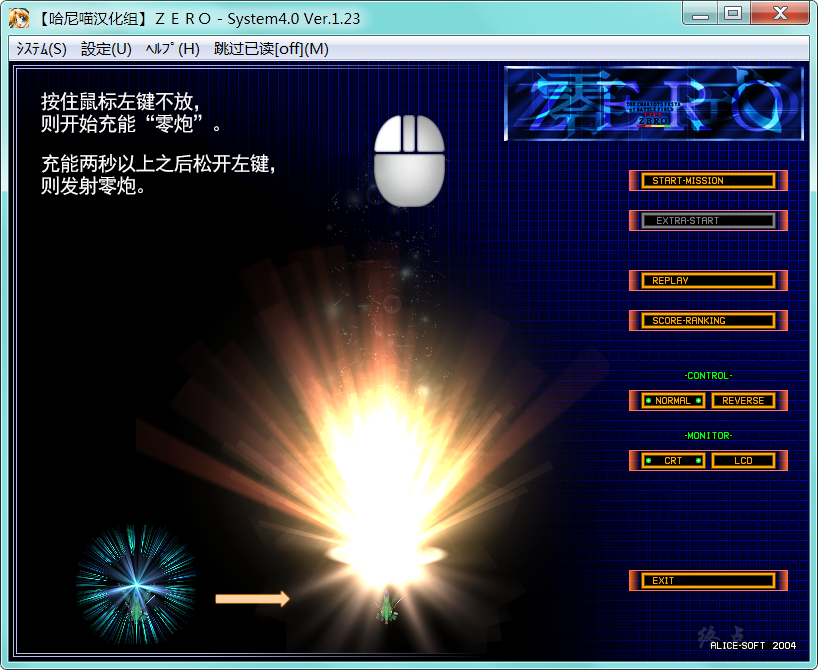 【哈尼喵汉化组】ＺＥＲＯ - System4.0 Ver.1.23
ｼｽﾃﾑ(S) 設定(U) ﾍﾙﾌﾟ(H) 跳过已读[off](M)
按住鼠标左键不放，
则开始充能“零炮”。
充能两秒以上之后松开左键，
则发射零炮。
零 ZERO
ZERO
START-MISSION
EXTRA-START
REPLAY
SCORE-RANKING
-CONTROL-
NORMAL REVERSE
-MONITOR-
CRT LCD
EXIT
ALICE-SOFT 2004